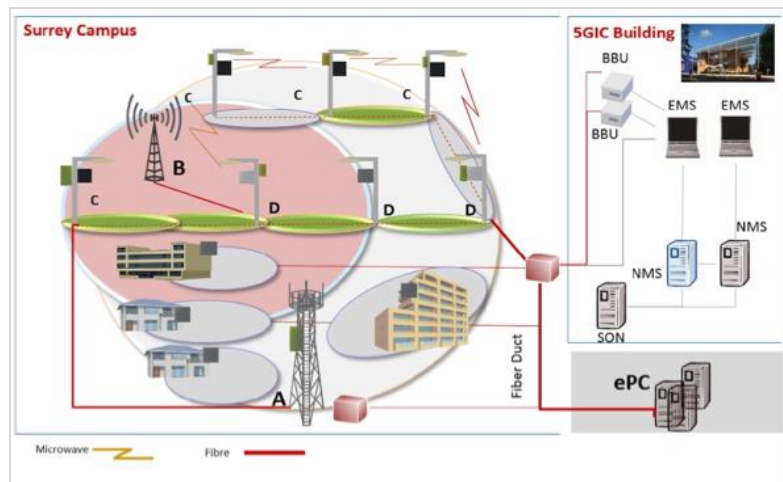 Surrey Campus
5GIC Building
BBU
BBU
EMS
EMS
C
C
C
B
C
D
D
D
NMS
NMS
SON
A
Fiber Duct
ePC
Microwave
Fibre